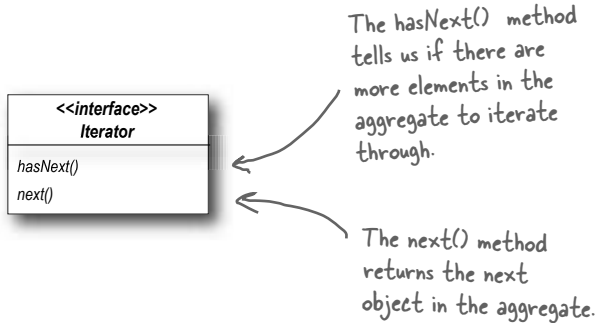 The hasNext() method
tells us if there are
more elements in the
aggregate to iterate
through.
<<interface>>
Iterator
hasNext()
next()
The next() method
returns the next
object in the aggregate.